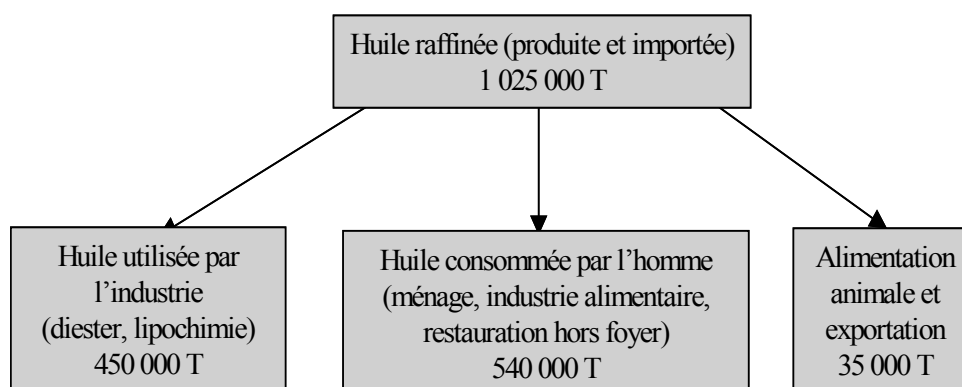 Huile raffinée (produite et importée)
1 025 000 T
Huile utilisée par
l’industrie
(diester, lipochimie)
450 000 T
Huile consommée par l’homme
(ménage, industrie alimentaire,
restauration hors foyer)
540 000 T
Alimentation
animale et
exportation
35 000 T